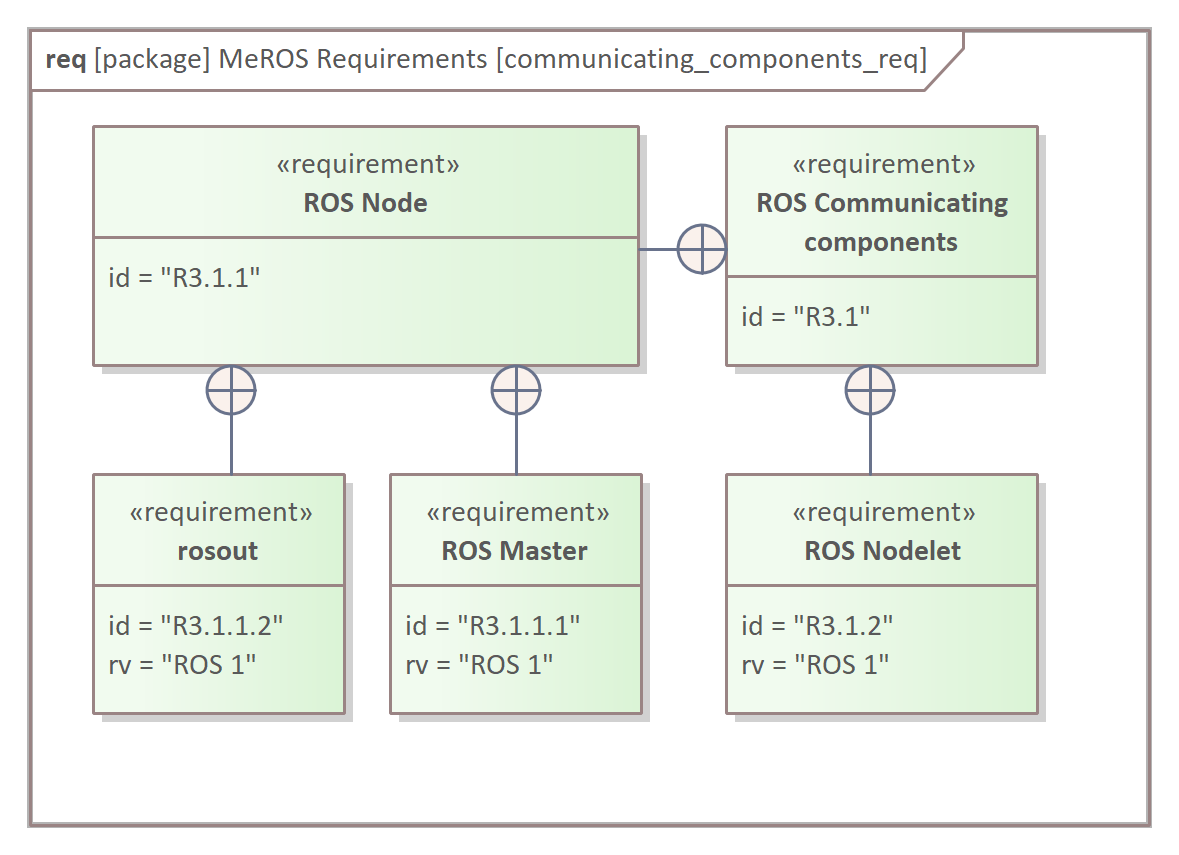 req [package] MeROS Requirements [communicating_components_req]
«requirement»
ROS Node
id = "R3.1.1"
«requirement»
ROS Communicating
components
id = "R3.1"
«requirement»
rosout
id = "R3.1.1.2"
rv = "ROS 1"
«requirement»
ROS Master
id = "R3.1.1.1"
rv = "ROS 1"
«requirement»
ROS Nodelet
id = "R3.1.2"
rv = "ROS 1"